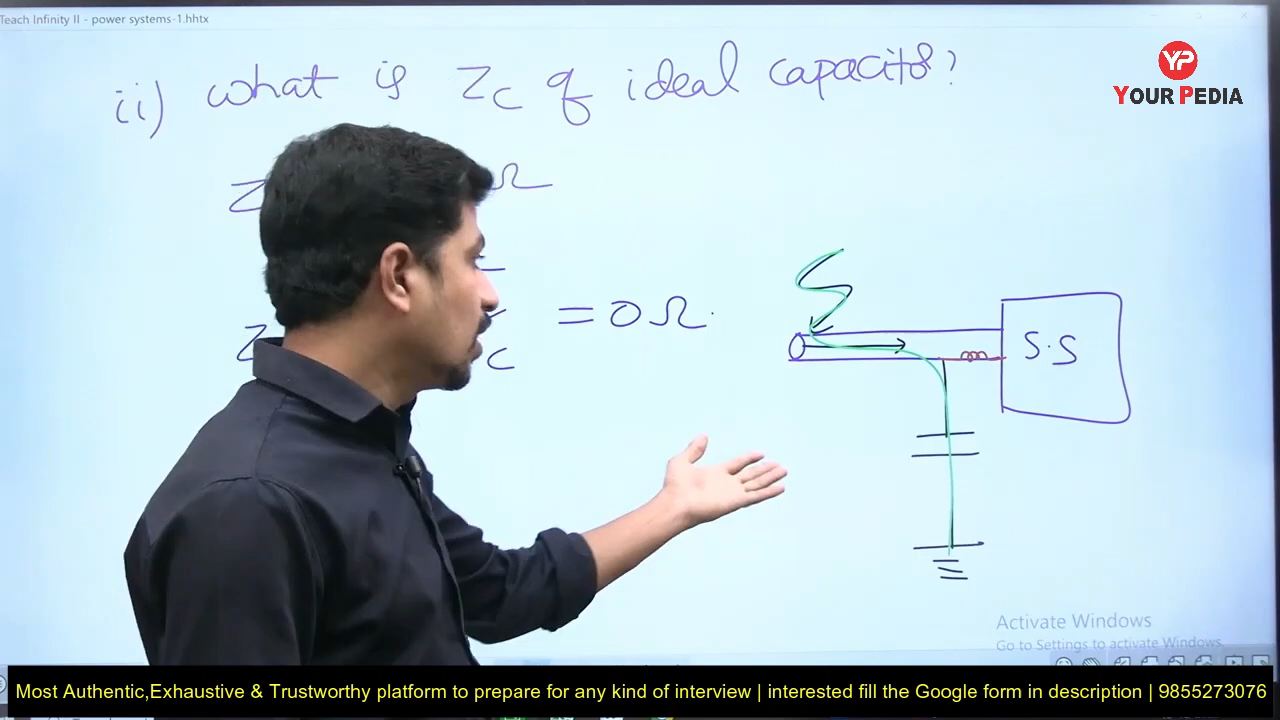 Teach Infinity II - power systems-1.hhtx
YP
YOUR PEDIA
ii) what is Zc of ideal capacitor?
Z Ω
Z c = 0 Ω
S.S
Activate Windows
Go to Settings to activate Windows.
Most Authentic,Exhaustive & Trustworthy platform to prepare for any kind of interview | interested fill the Google form in description | 9855273076